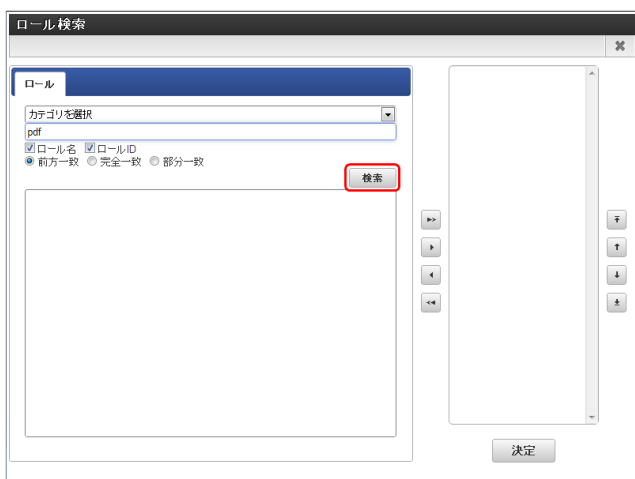 ロール検索
ロール
カテゴリを選択
pdf
ロール名 ロールID
前方一致 完全一致 部分一致
検索
決定